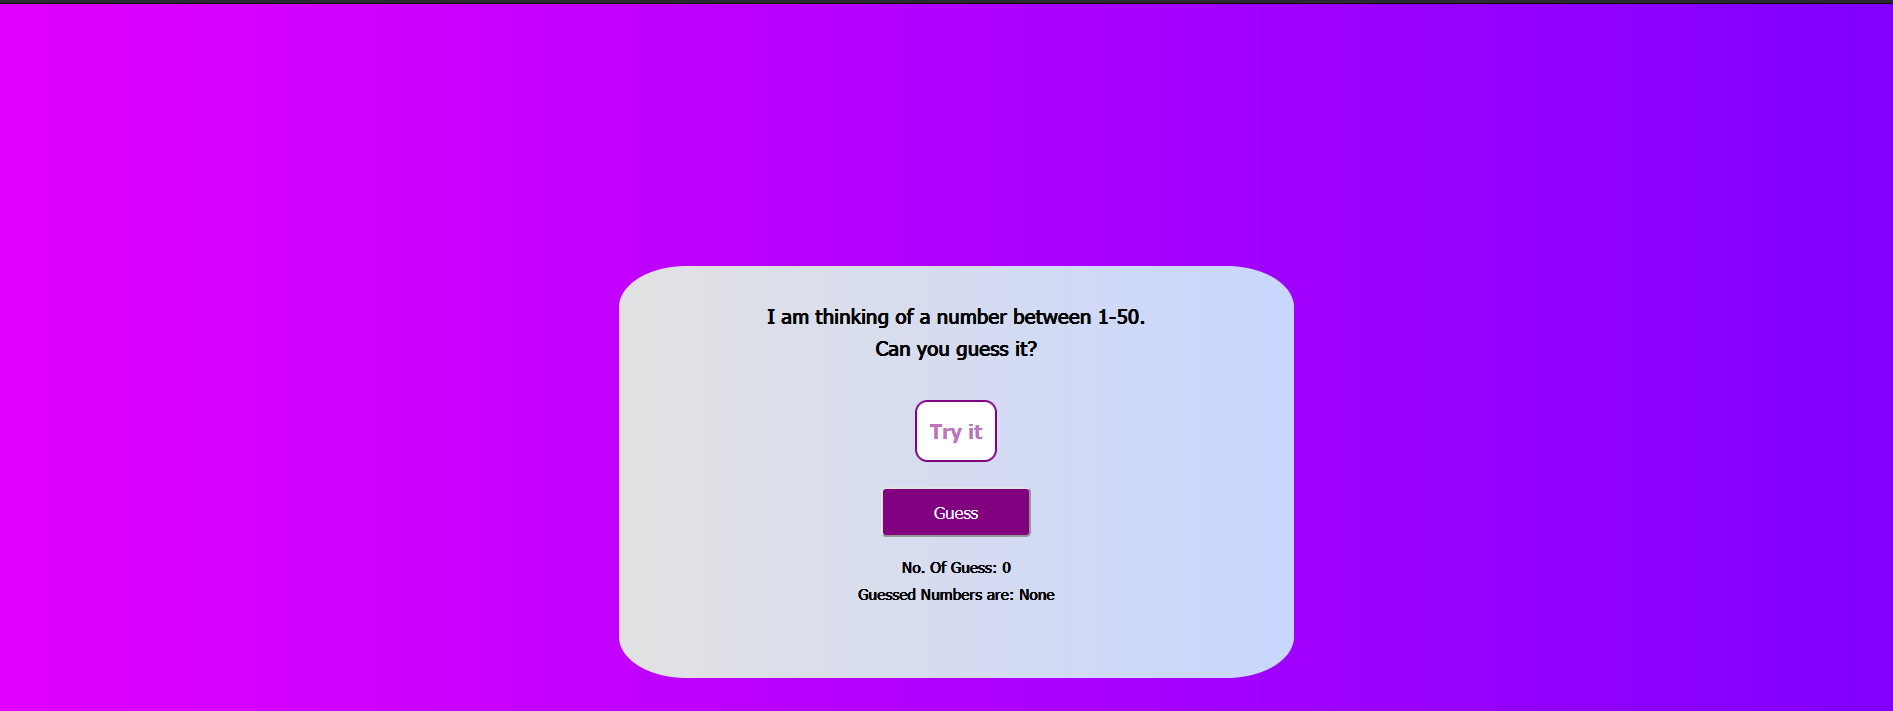 I am thinking of a number between 1-50.
Can you guess it?
Try it
Guess
No. Of Guess: 0
Guessed Numbers are: None